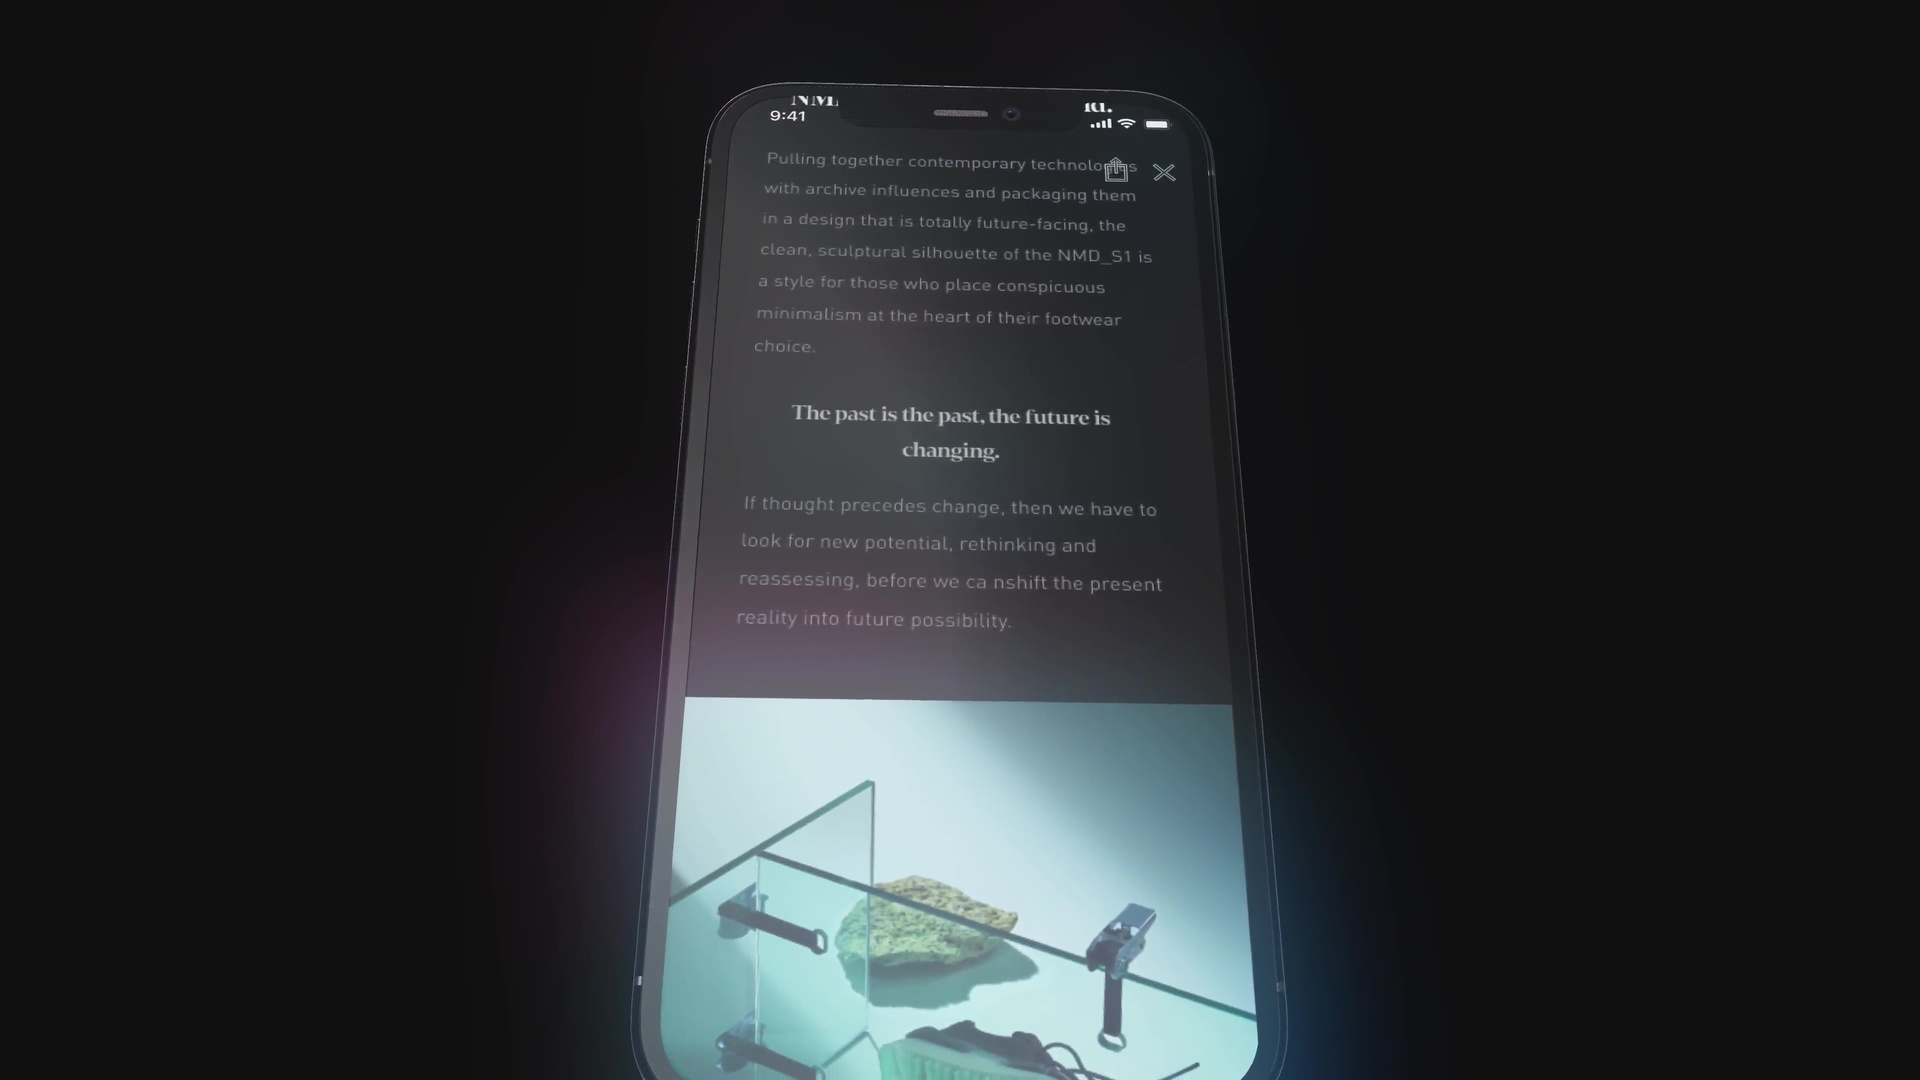 9:41
Pulling together contemporary technologies
with archive influences and packaging them
in a design that is totally future-facing, the
clean, sculptural silhouette of the NMD_S1 is
a style for those who place conspicuous
minimalism at the heart of their footwear
choice.
The past is the past, the future is
changing.
If thought precedes change, then we have to
look for new potential, rethinking and
reassessing, before we ca nshift the present
reality into future possibility.